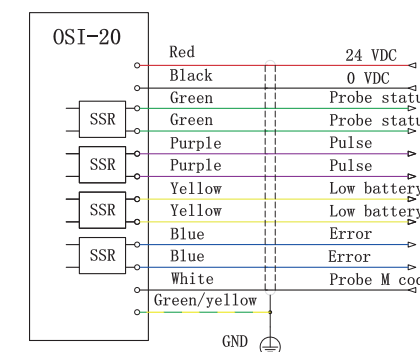 OSI-20
Red 24 VDC
Black 0 VDC
Green Probe statu
SSR
Green Probe statu
Purple Pulse
SSR
Purple Pulse
Yellow Low battery
SSR
Yellow Low battery
Blue Error
SSR
Blue Error
White Probe M cod
Green/yellow
GND